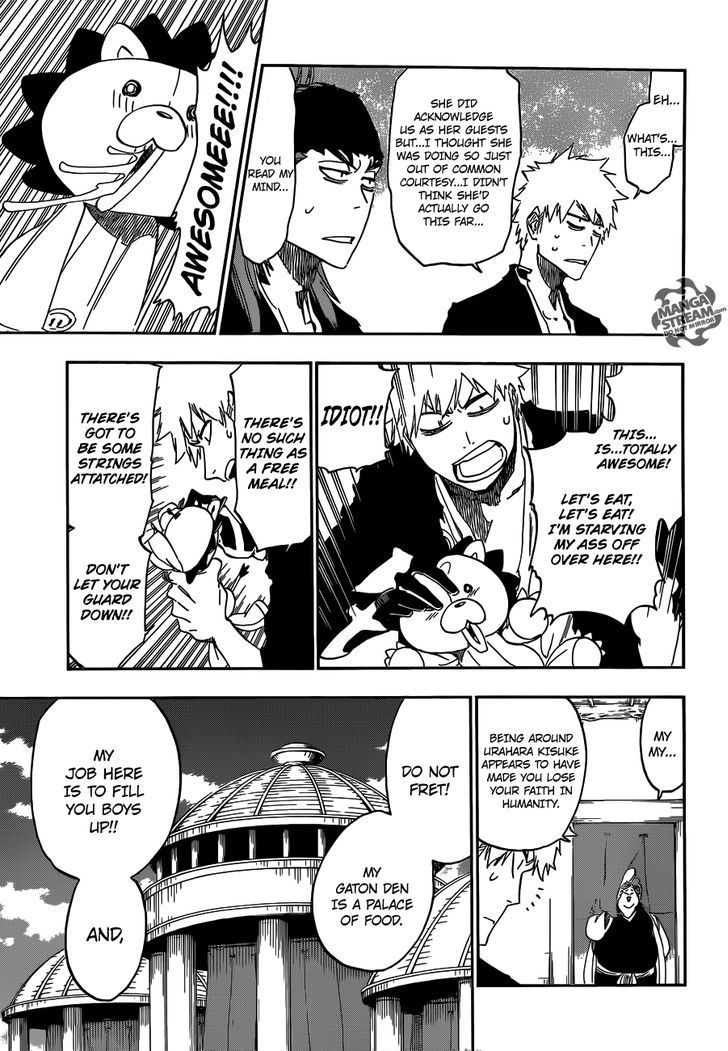 EH...
WHAT'S...
THIS...
SHE DID
ACKNOWLEDGE
US AS HER GUESTS
BUT...I THOUGHT SHE
WAS DOING SO JUST
OUT OF COMMON
COURTESY...I DIDN'T
THINK SHE'D
ACTUALLY GO
THIS FAR...
YOU
READ MY
MIND...
AWESOMEEE!!!!
MANGA
STREAM.com
DO NOT MIRROR
THIS...
IS...TOTALLY
AWESOME!
LET'S EAT,
LET'S EAT!
I'M STARVING
MY ASS OFF
OVER HERE!!
IDIOT!!
THERE'S
NO SUCH
THING AS
A FREE
MEAL!!
THERE'S
GOT TO
BE SOME
STRINGS
ATTATCHED!
DON'T
LET YOUR
GUARD
DOWN!!
MY
MY...
BEING AROUND
URAHARA KISUKE
APPEARS TO
HAVE MADE
YOU LOSE
YOUR FAITH IN
HUMANITY.
DO NOT
FRET!
MY
GATON DEN
IS A PALACE
OF FOOD.
MY
JOB HERE
IS TO FILL
YOU BOYS
UP!!
AND,